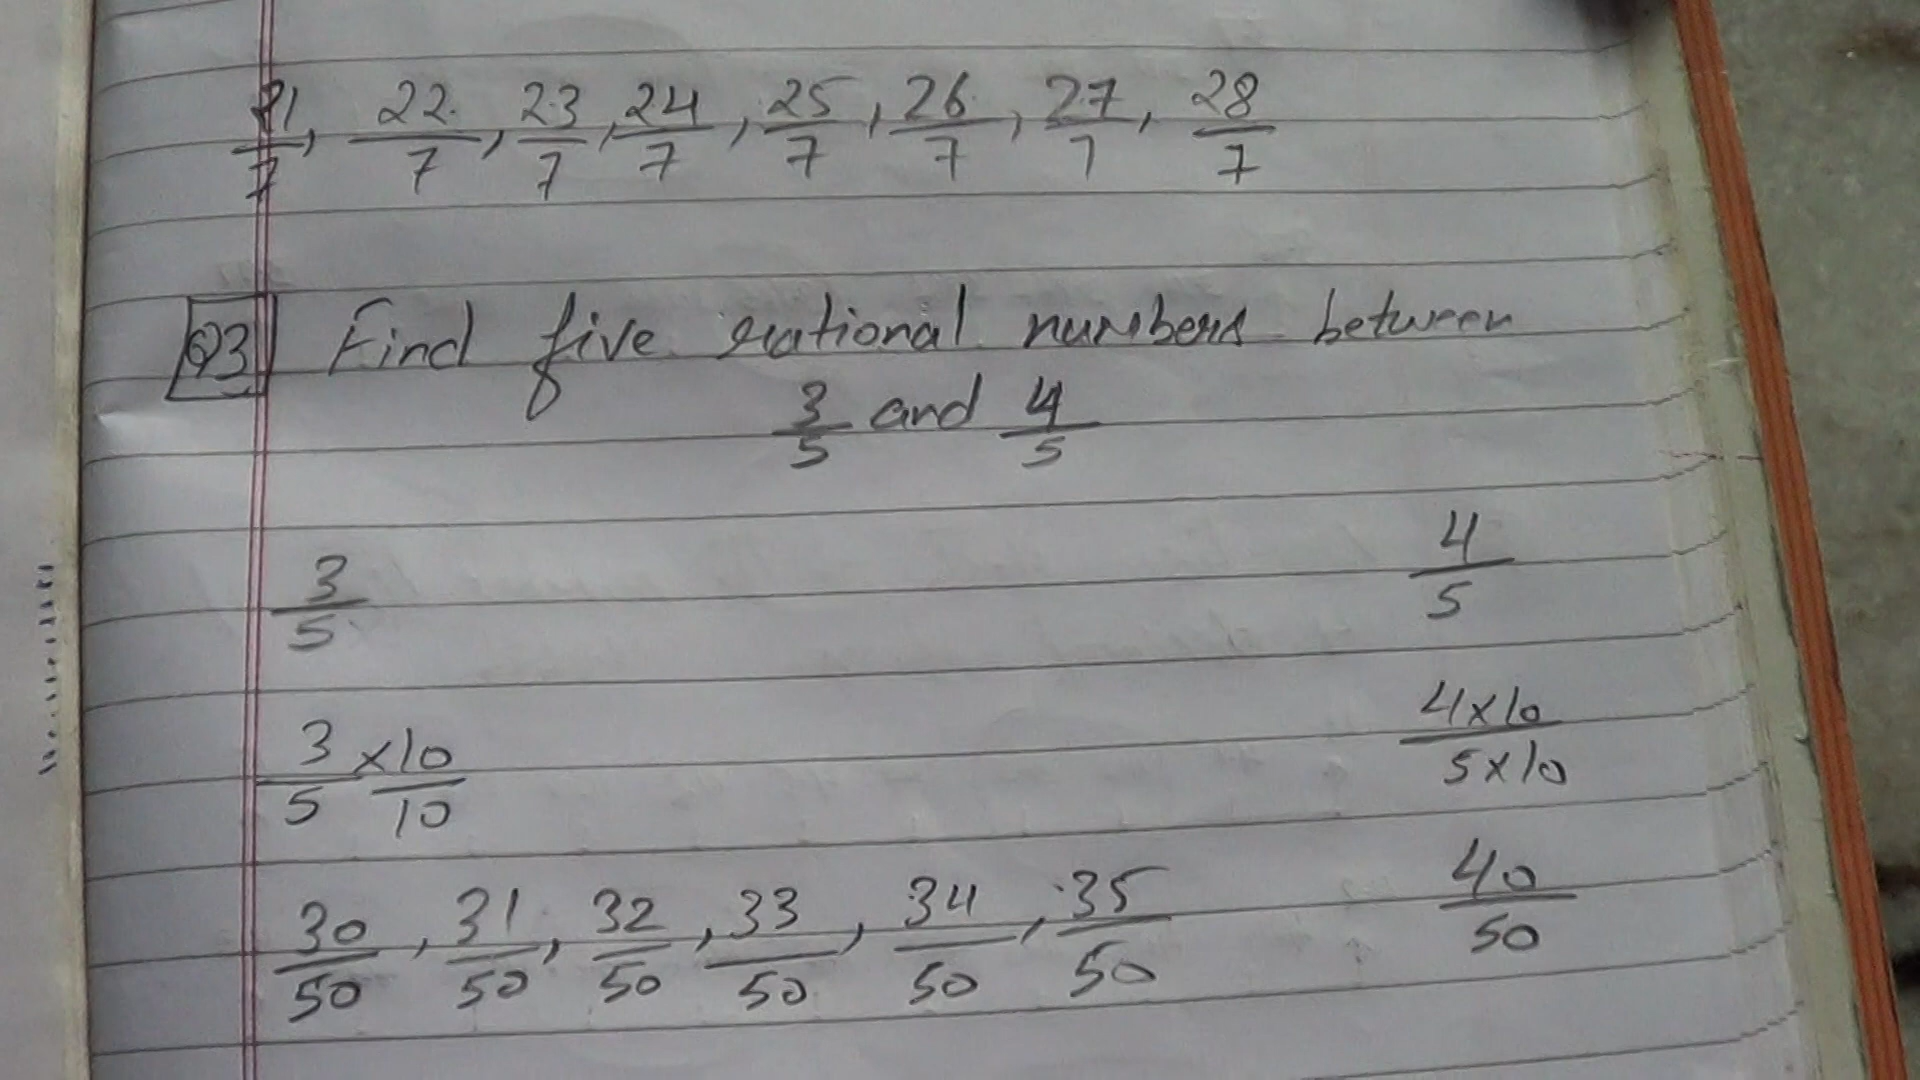 21/7, 22/7, 23/7, 24/7, 25/7, 26/7, 27/7, 28/7
Q3 Find five rational numbers between
3/5 and 4/5
3/5 4/5
3/5 × 10/10 4×10/5×10
30/50, 31/50, 32/50, 33/50, 34/50, 35/50 40/50